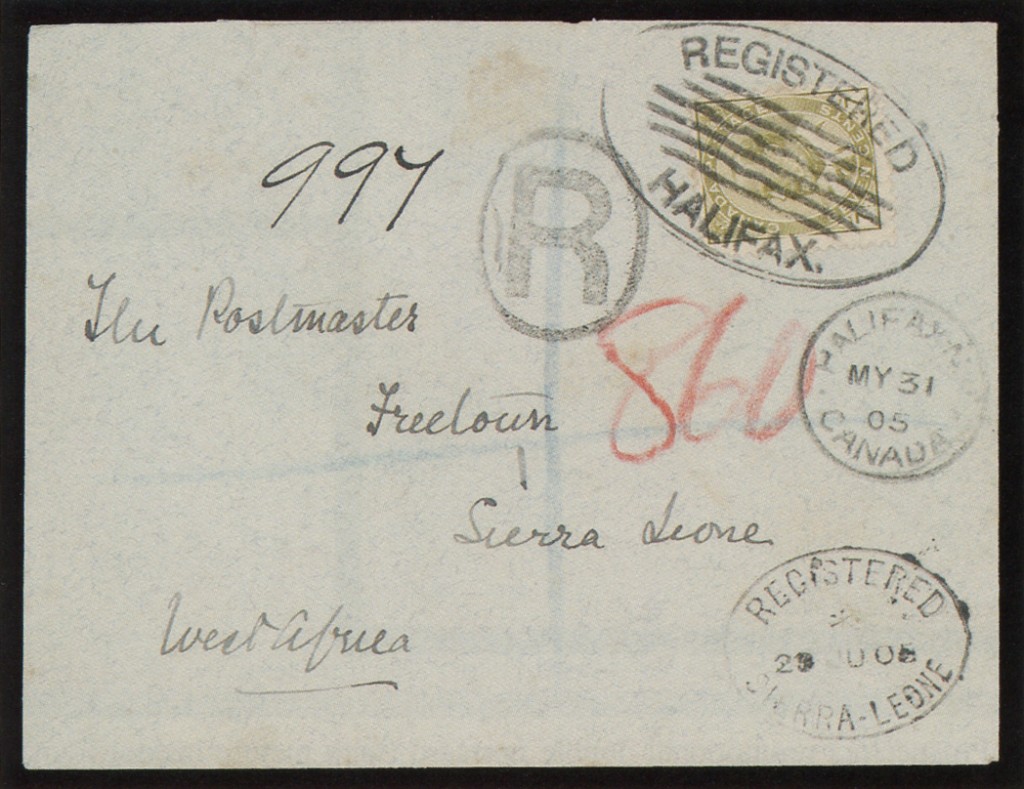 REGISTERED
HALIFAX.
997
R
The Postmaster
860
HALIFAX
MY 31
05
CANADA
Freetown
Sierra Leone
REGISTERED
SIERRA-LEONE
West Africa